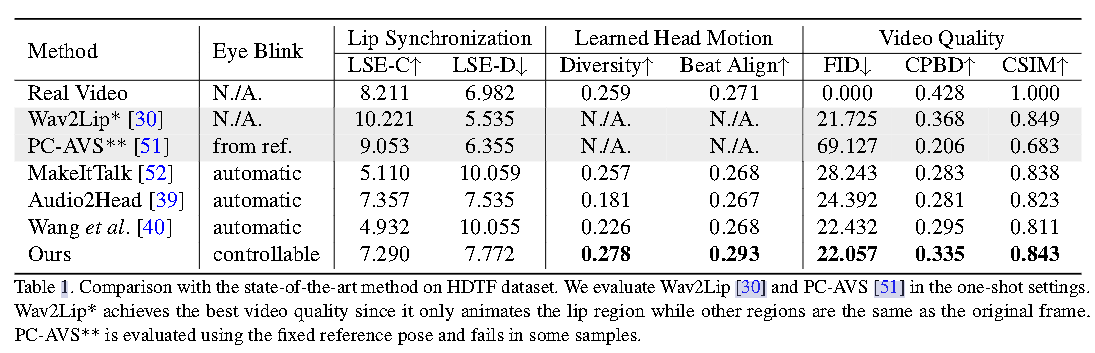 Method Eye Blink Lip Synchronization Learned Head Motion Video Quality
LSE-C↑ LSE-D↓ Diversity↑ Beat Align↑ FID↓ CPBD↑ CSIM↑
Real Video N./A. 8.211 6.982 0.259 0.271 0.000 0.428 1.000
Wav2Lip* [30] N./A. 10.221 5.535 N./A. N./A. 21.725 0.368 0.849
PC-AVS** [51] from ref. 9.053 6.355 N./A. N./A. 69.127 0.206 0.683
MakeItTalk [52] automatic 5.110 10.059 0.257 0.268 28.243 0.283 0.838
Audio2Head [39] automatic 7.357 7.535 0.181 0.267 24.392 0.281 0.823
Wang et al. [40] automatic 4.932 10.055 0.226 0.268 22.432 0.295 0.811
Ours controllable 7.290 7.772 0.278 0.293 22.057 0.335 0.843
Table 1. Comparison with the state-of-the-art method on HDTF dataset. We evaluate Wav2Lip [30] and PC-AVS [51] in the one-shot settings.
Wav2Lip* achieves the best video quality since it only animates the lip region while other regions are the same as the original frame.
PC-AVS** is evaluated using the fixed reference pose and fails in some samples.